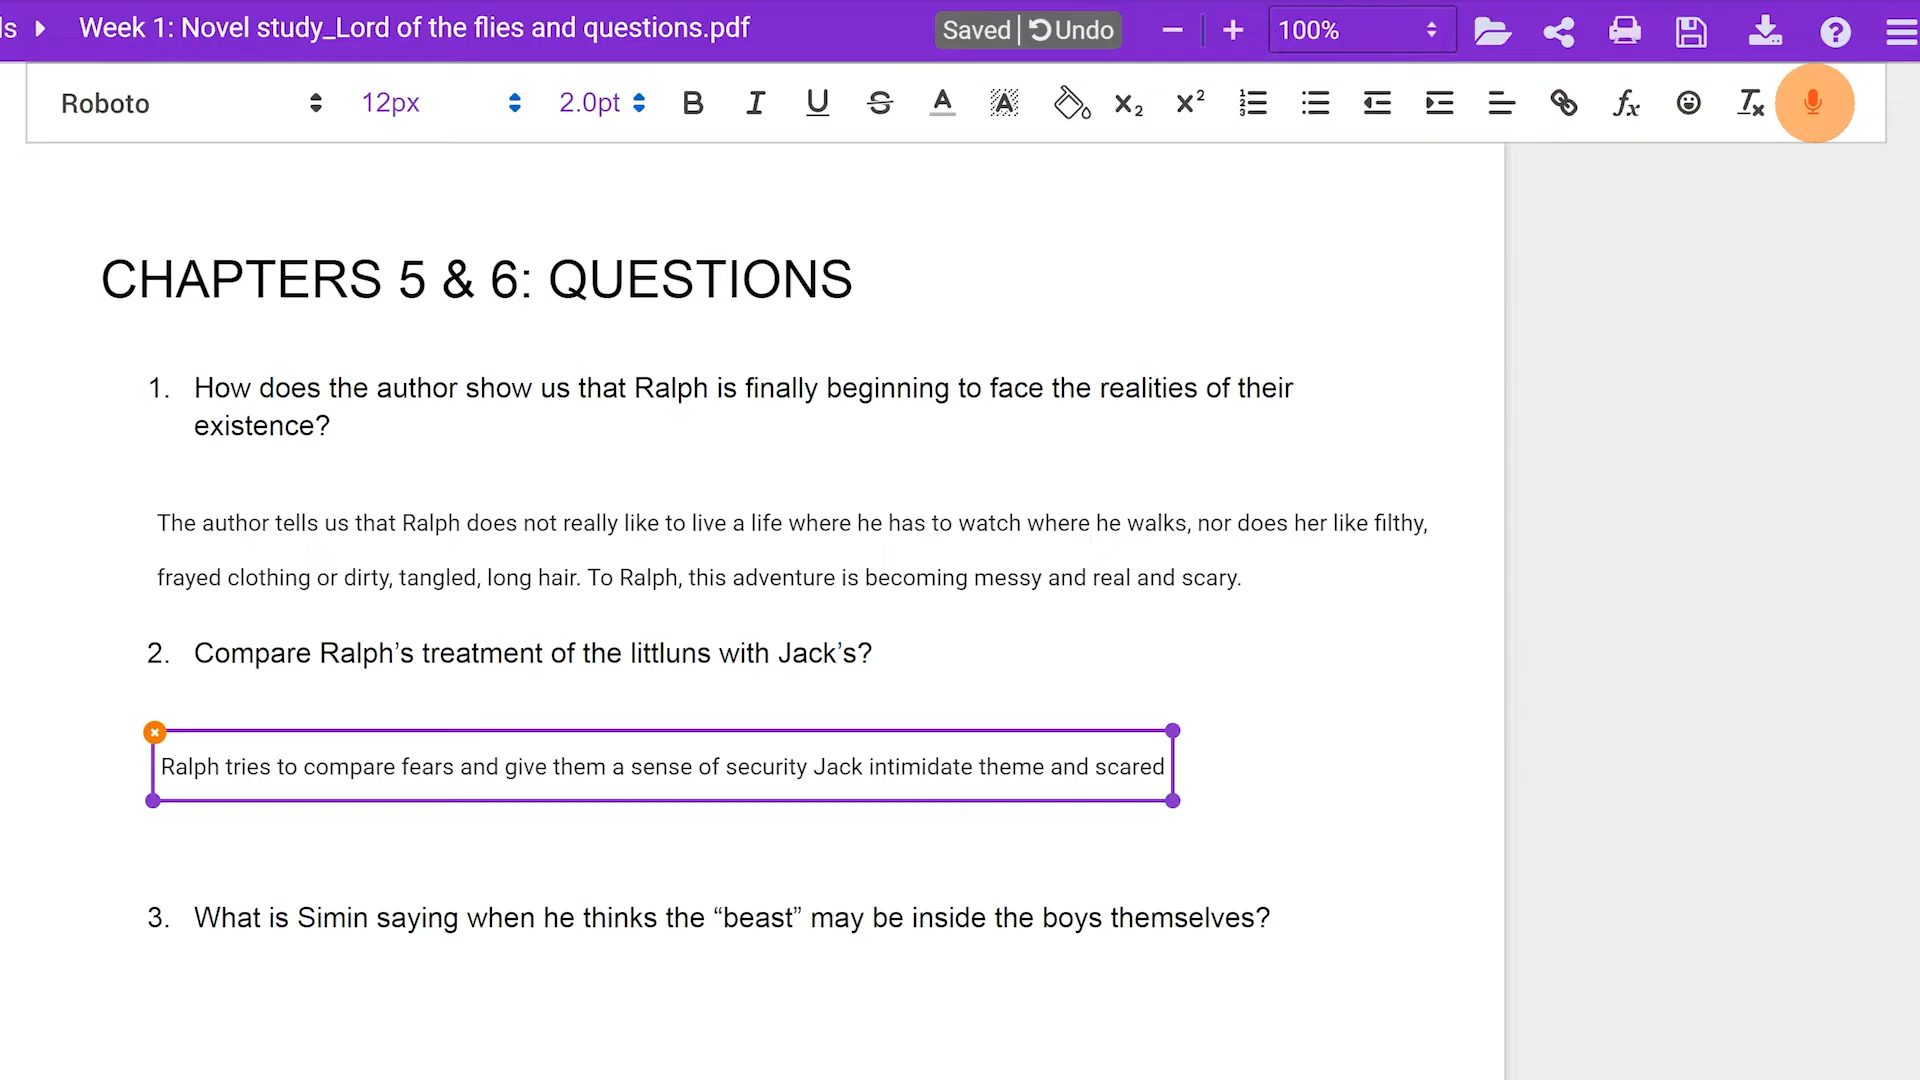 ls Week 1: Novel study_Lord of the flies and questions.pdf Saved Undo 100%
Roboto 12px 2.0pt
CHAPTERS 5 & 6: QUESTIONS
1. How does the author show us that Ralph is finally beginning to face the realities of their
existence?
The author tells us that Ralph does not really like to live a life where he has to watch where he walks, nor does her like filthy,
frayed clothing or dirty, tangled, long hair. To Ralph, this adventure is becoming messy and real and scary.
2. Compare Ralph’s treatment of the littluns with Jack’s?
Ralph tries to compare fears and give them a sense of security Jack intimidate theme and scared
3. What is Simin saying when he thinks the “beast” may be inside the boys themselves?